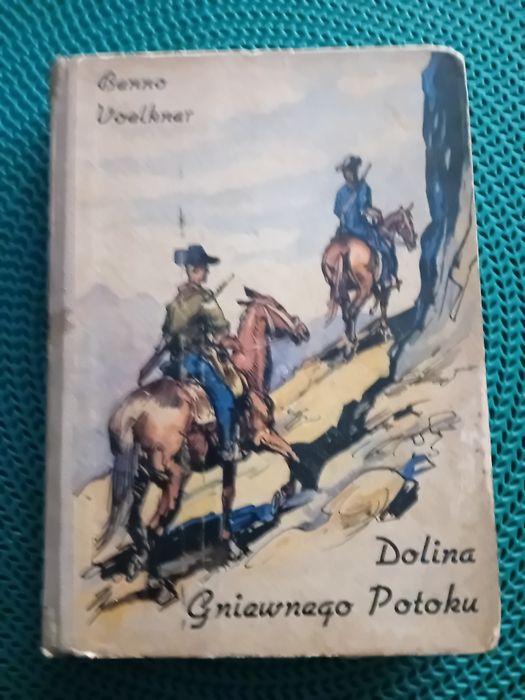 Benno
Voelkner
Dolina
Gniewnego Potoku